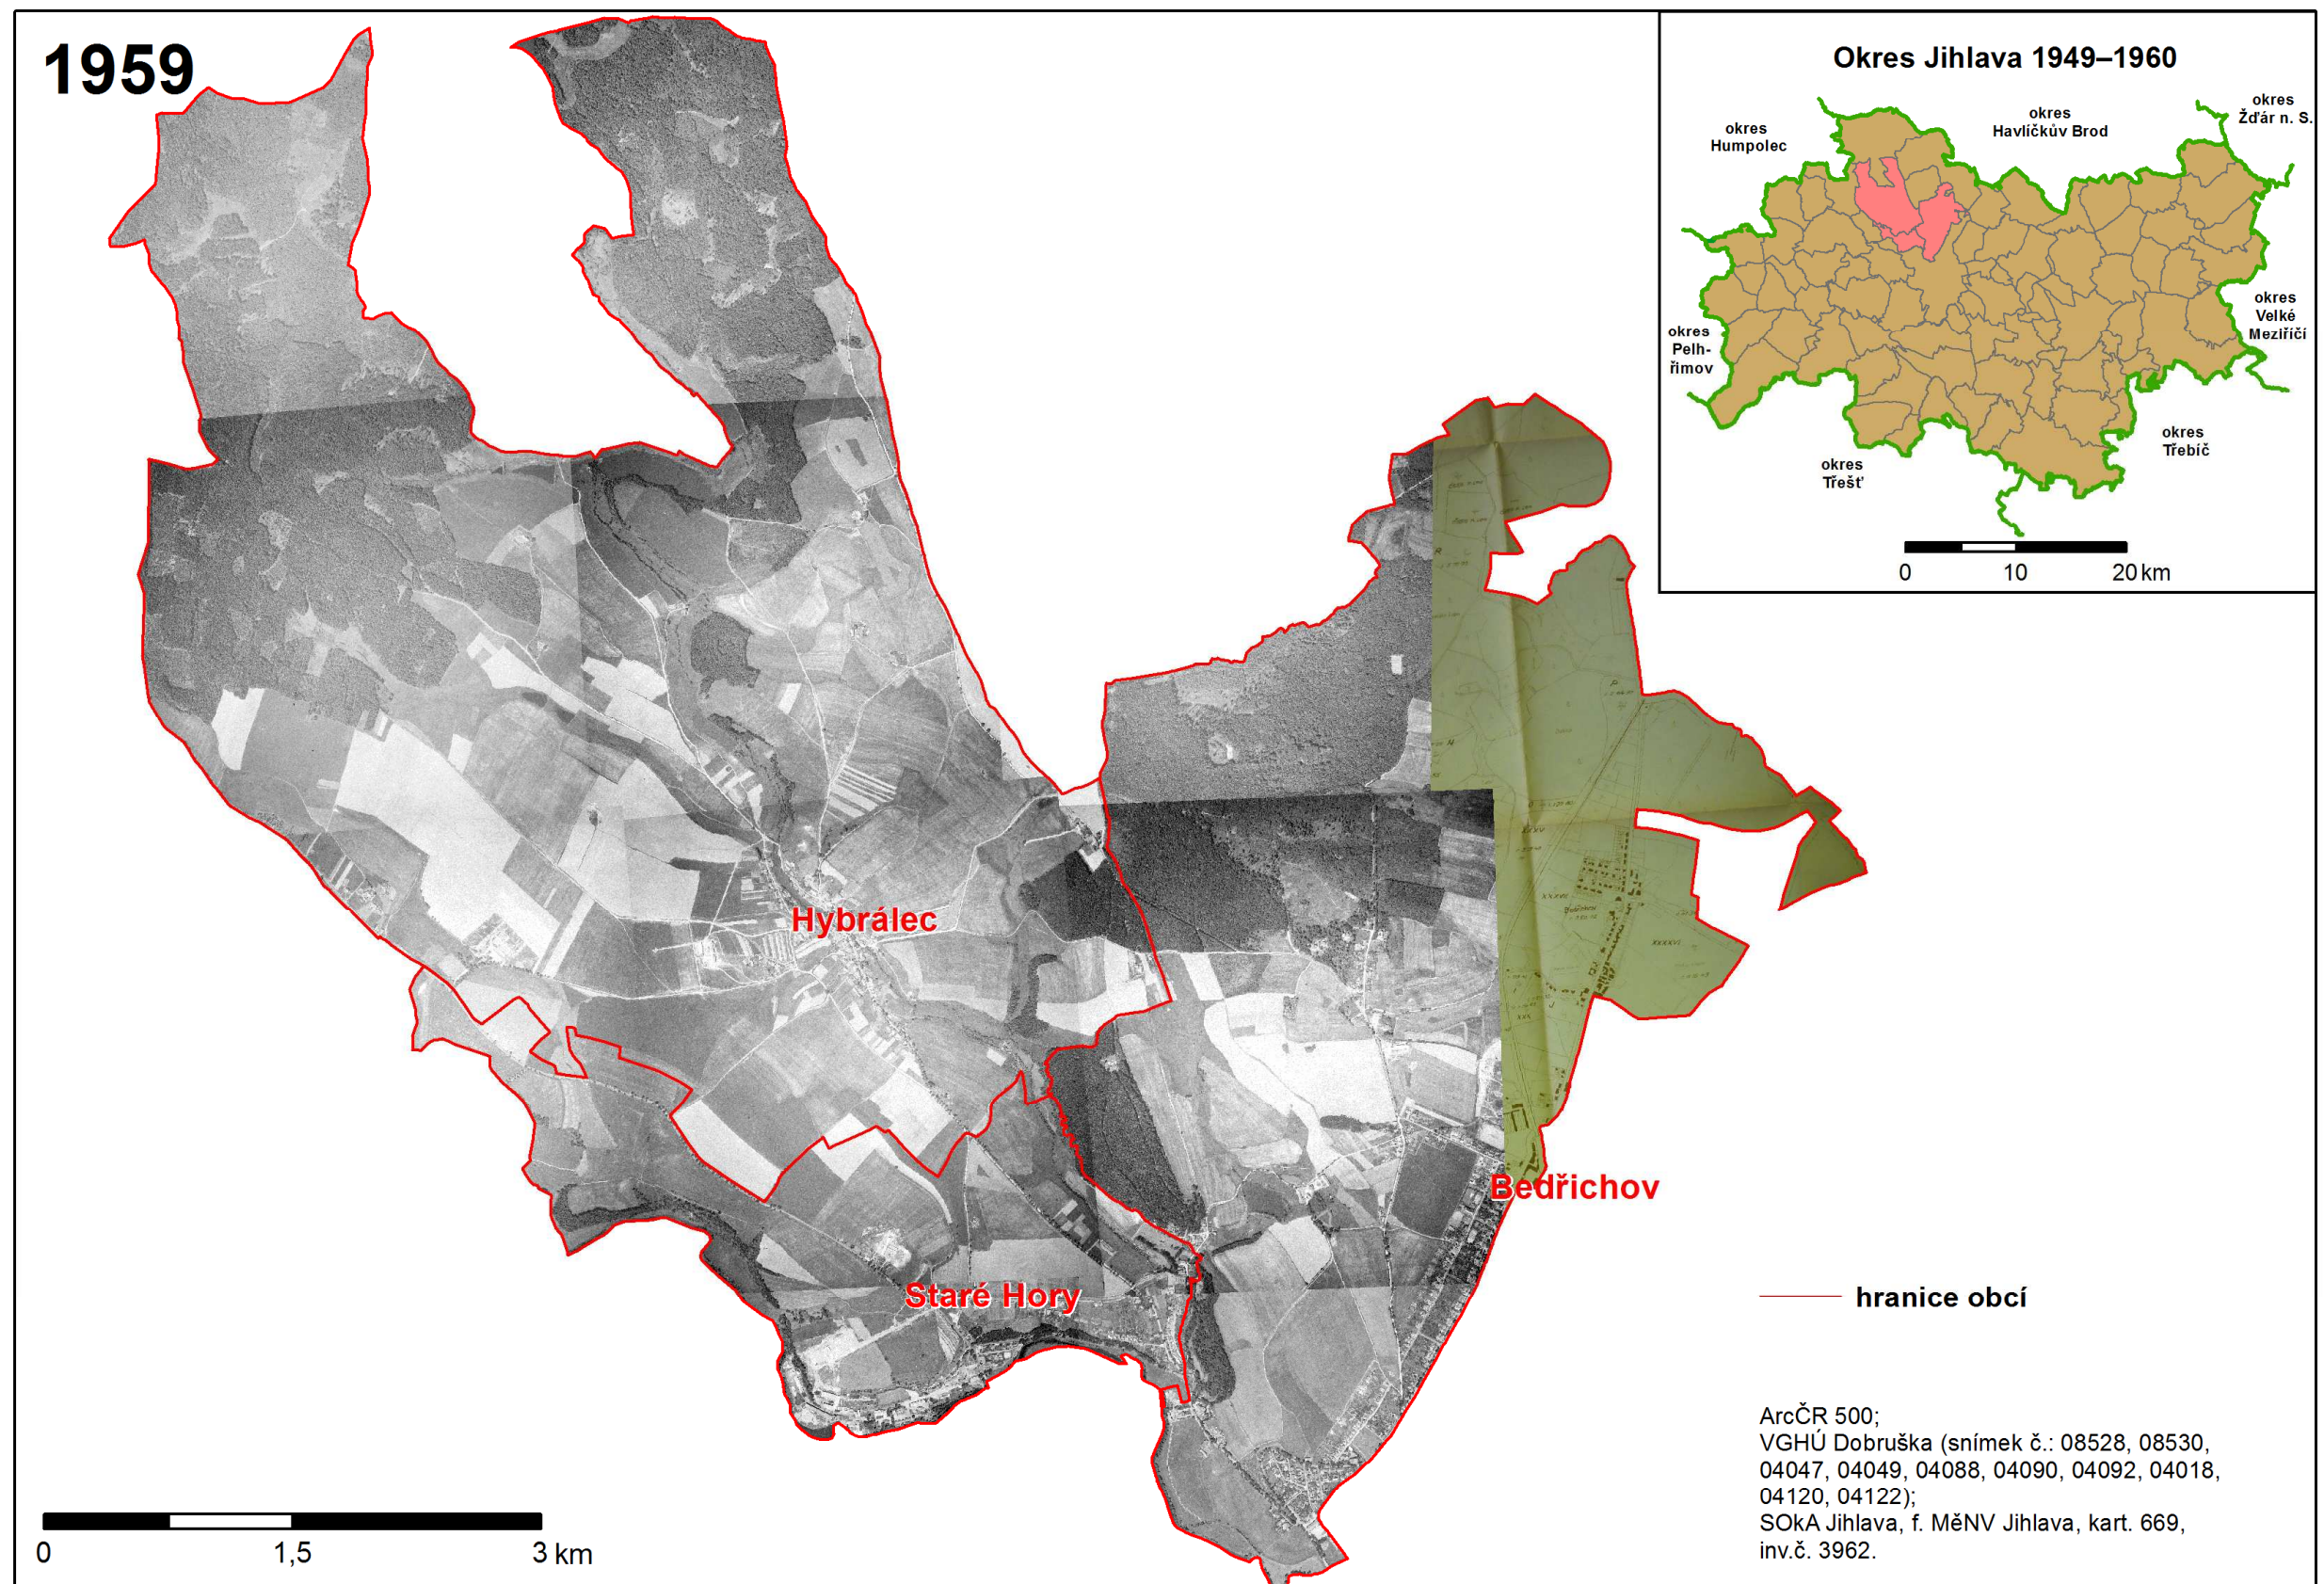 1959
Okres Jihlava 1949–1960
okres
Humpolec
okres
Havlíčkův Brod
okres
Žďár n. S.
okres
Velké
Meziříčí
okres
Pelh-
řimov
okres
Třebíč
okres
Třešť
0 10 20 km
Hybrálec
Bedřichov
Staré Hory
hranice obcí
ArcČR 500;
VGHÚ Dobruška (snímek č.: 08528, 08530,
04047, 04049, 04088, 04090, 04092, 04018,
04120, 04122);
SOkA Jihlava, f. MěNV Jihlava, kart. 669,
inv.č. 3962.
0 1,5 3 km